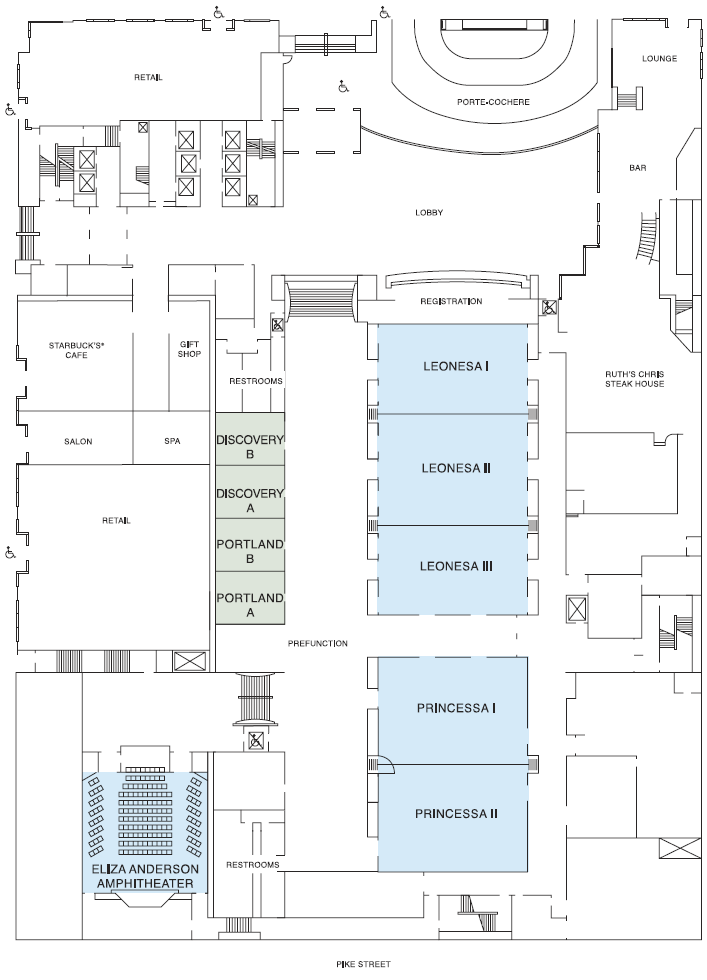 RETAIL
LOUNGE
PORTE-COCHERE
BAR
LOBBY
REGISTRATION
STARBUCK'S®
CAFE
GIFT
SHOP
RESTROOMS
LEONESA I
RUTH'S CHRIS
STEAK HOUSE
SALON
SPA
DISCOVERY
B
LEONESA II
DISCOVERY
A
RETAIL
PORTLAND
B
LEONESA III
PORTLAND
A
PREFUNCTION
PRINCESSA I
PRINCESSA II
ELIZA ANDERSON
AMPHITHEATER
RESTROOMS
PIKE STREET